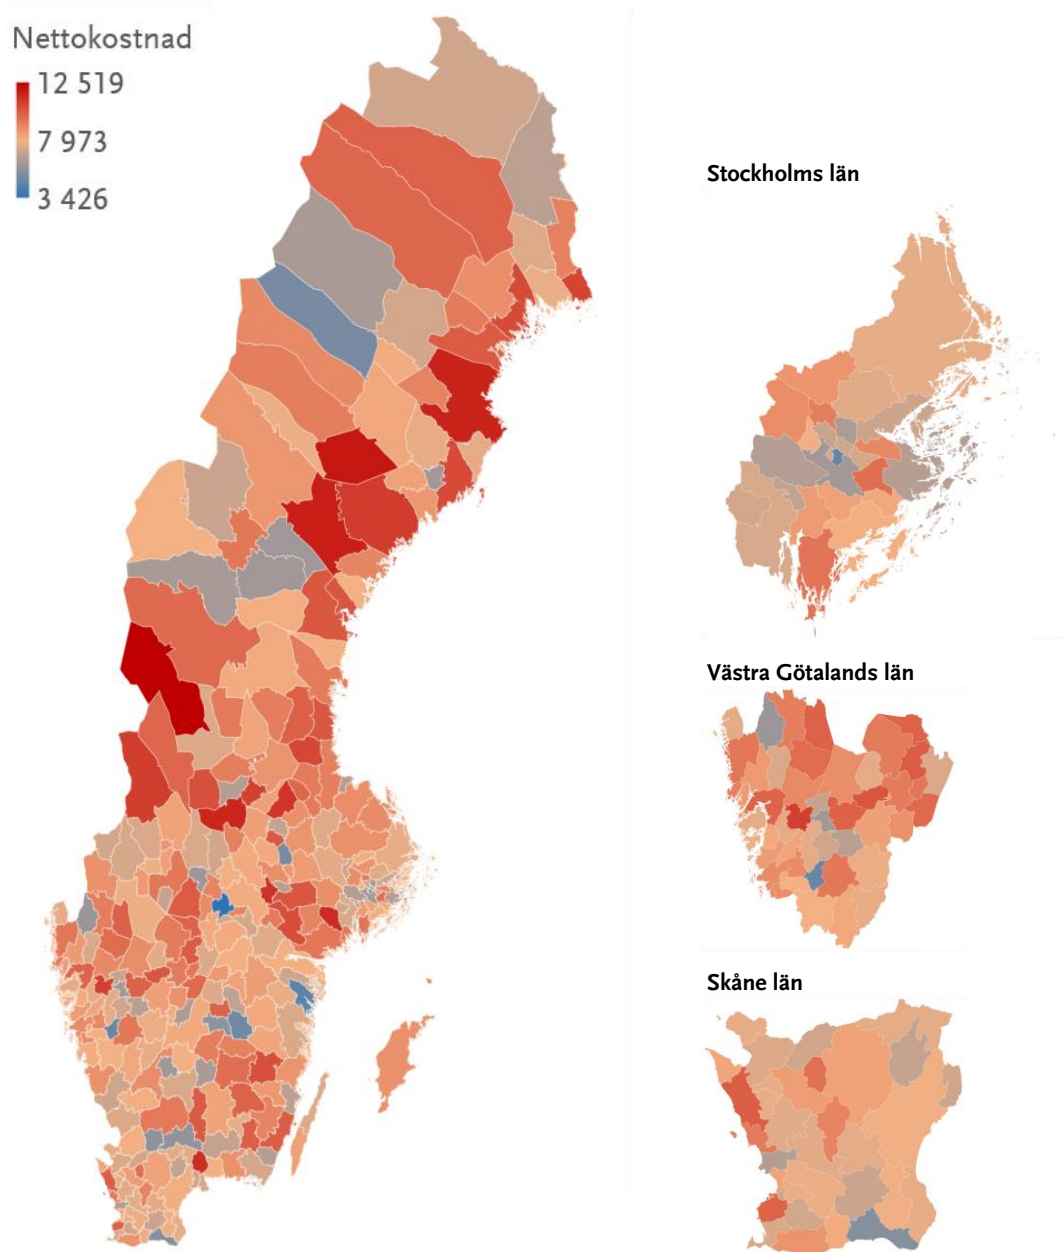 Nettokostnad
12 519
7 973
3 426
Stockholms län
Västra Götalands län
Skåne län